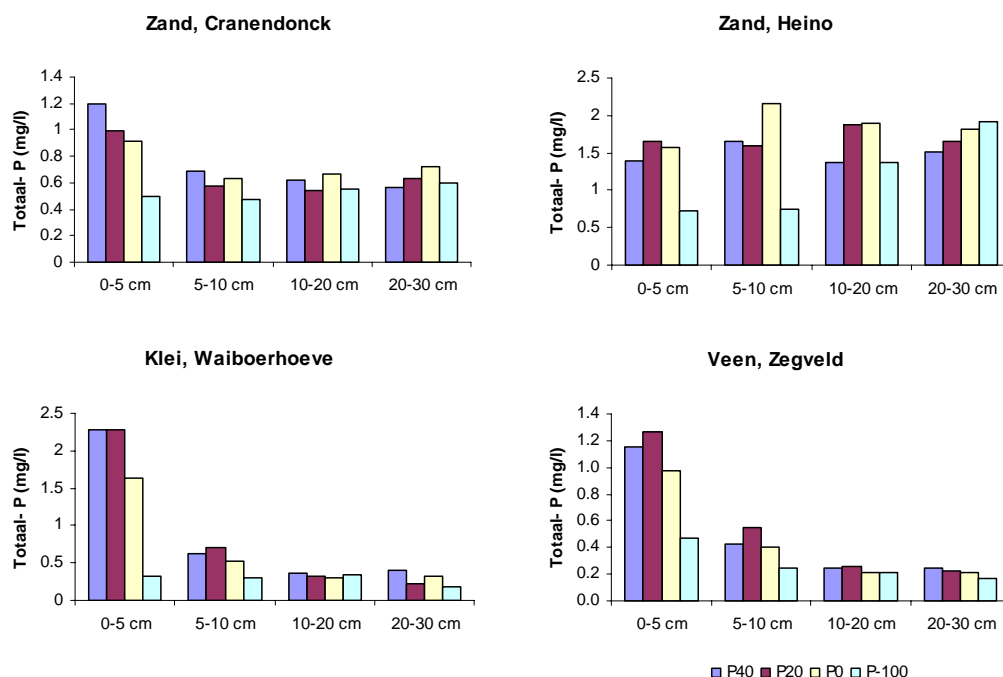 Zand, Cranendonck
Totaal- P (mg/l)
1.4
1.2
1
0.8
0.6
0.4
0.2
0
0-5 cm 5-10 cm 10-20 cm 20-30 cm
Zand, Heino
Totaal- P (mg/l)
2.5
2
1.5
1
0.5
0
0-5 cm 5-10 cm 10-20 cm 20-30 cm
Klei, Waiboerhoeve
Totaal- P (mg/l)
2.5
2
1.5
1
0.5
0
0-5 cm 5-10 cm 10-20 cm 20-30 cm
Veen, Zegveld
Totaal- P (mg/l)
1.4
1.2
1.0
0.8
0.6
0.4
0.2
0.0
0-5 cm 5-10 cm 10-20 cm 20-30 cm
P40 P20 P0 P-100